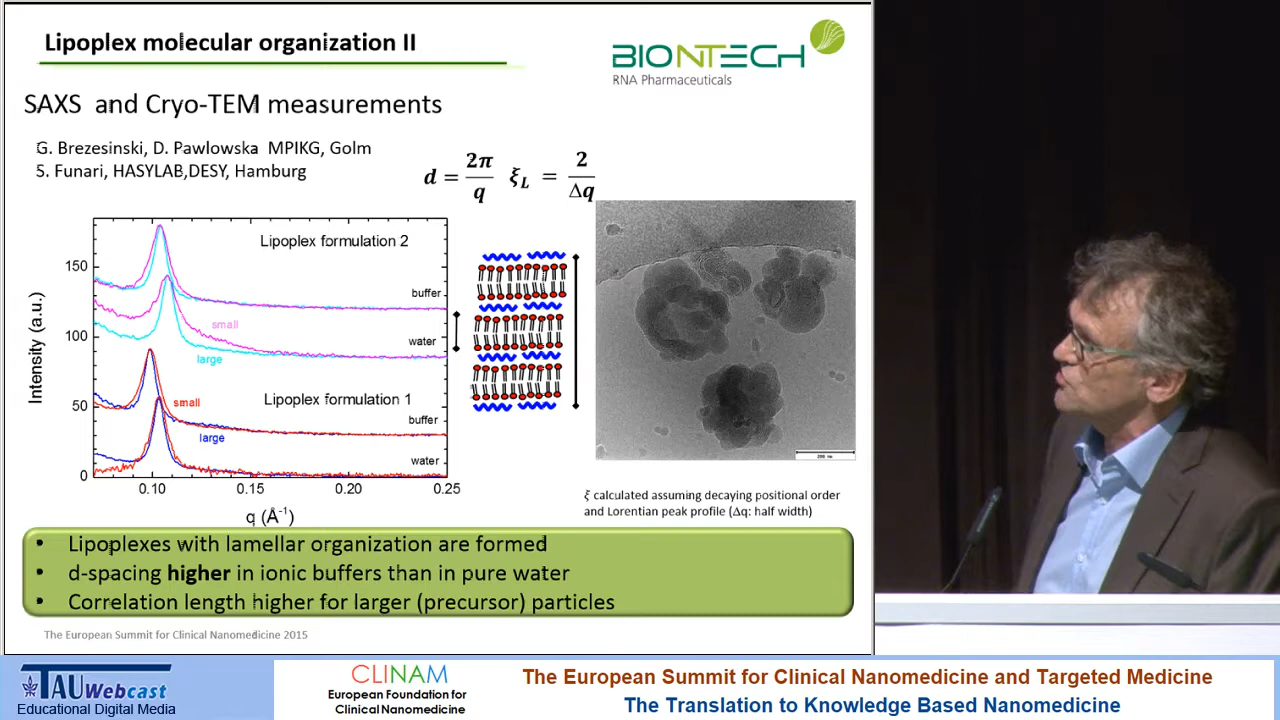 Lipoplex molecular organization II
BIONTECH
RNA Pharmaceuticals
SAXS and Cryo-TEM measurements
G. Brezesinski, D. Pawlowska MPIKG, Golm
S. Funari, HASYLAB,DESY, Hamburg
d = 2π/q ξL = 2/Δq
Lipoplex formulation 2
150
buffer
small
100
water
large
small
Lipoplex formulation 1
50
buffer
large
water
0
0.10 0.15 0.20 0.25
Intensity (a.u.)
q (Å⁻¹)
200 nm
ξ calculated assuming decaying positional order
and Lorentian peak profile (Δq: half width)
• Lipoplexes with lamellar organization are formed
• d-spacing higher in ionic buffers than in pure water
• Correlation length higher for larger (precursor) particles
The European Summit for Clinical Nanomedicine 2015
TAU Webcast
Educational Digital Media
CLINAM
European Foundation for
Clinical Nanomedicine
The European Summit for Clinical Nanomedicine and Targeted Medicine
The Translation to Knowledge Based Nanomedicine